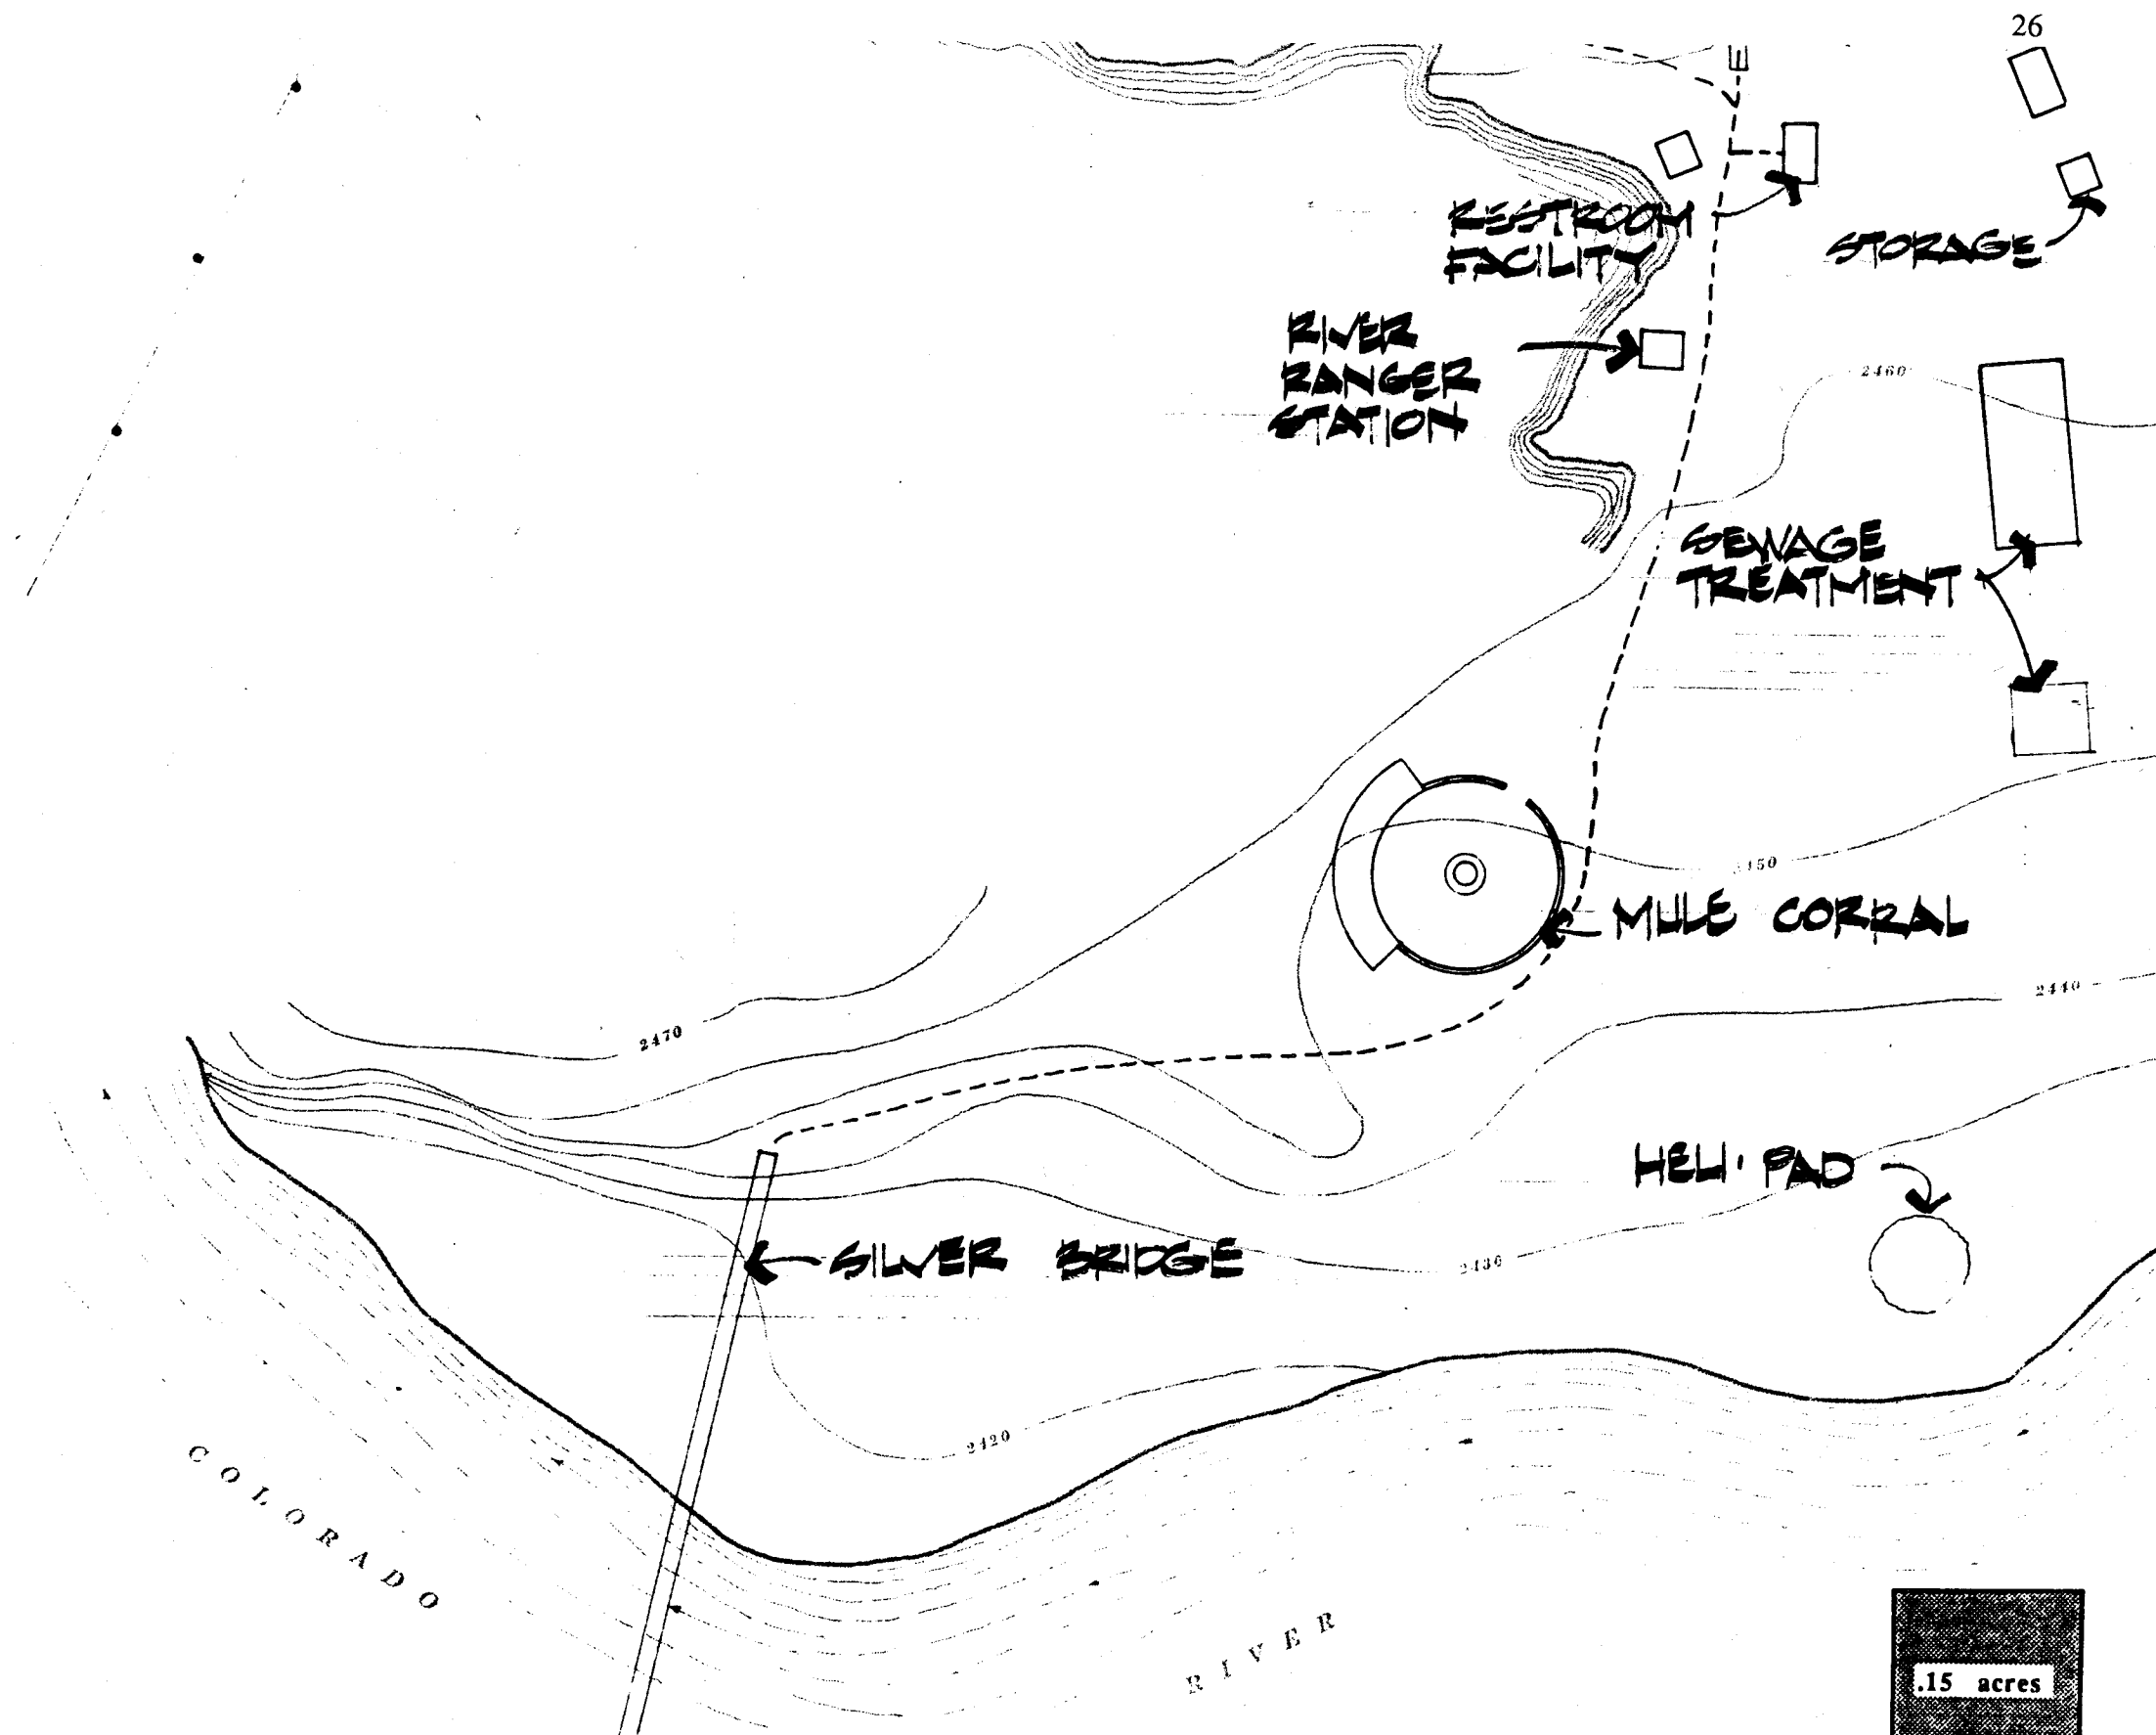 26
E
RESTROOM
FACILITY
STORAGE
RIVER
RANGER
STATION
2460
SEWAGE
TREATMENT
MULE CORRAL
2440
2470
HELI-PAD
SILVER BRIDGE
2430
2420
COLORADO
RIVER
.15 acres